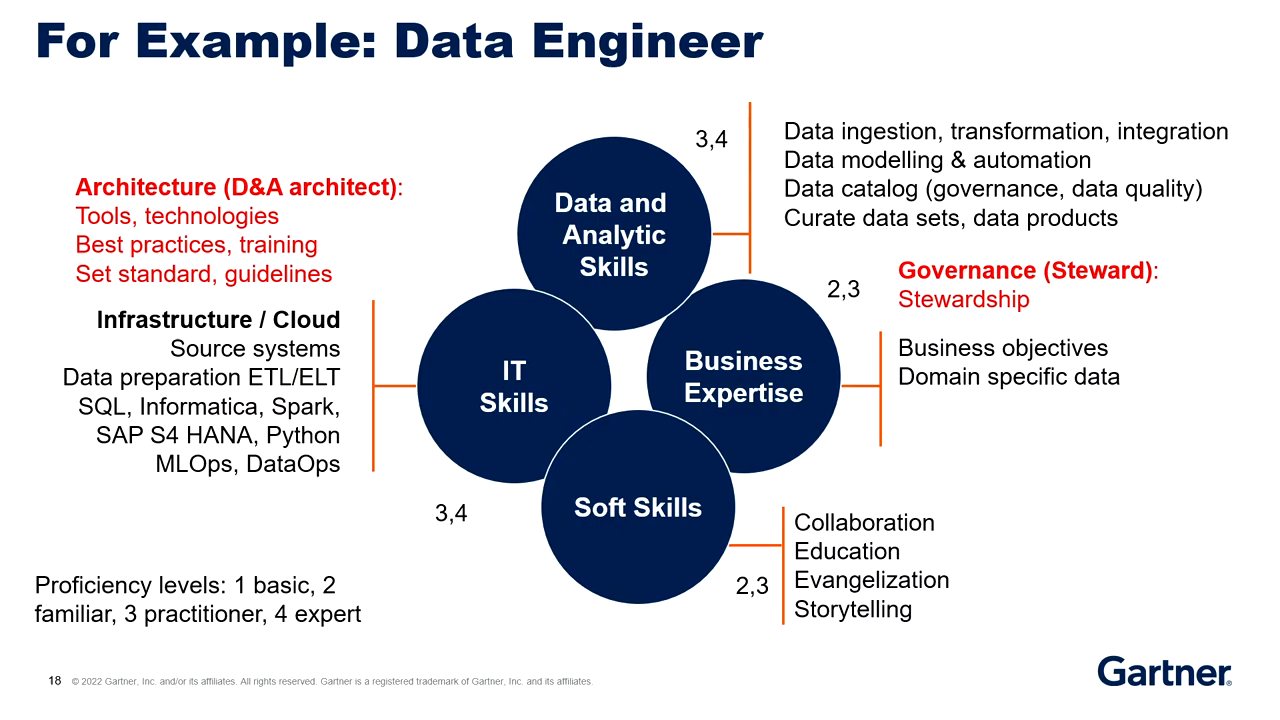 For Example: Data Engineer
3,4
Data and
Analytic
Skills
Data ingestion, transformation, integration
Data modelling & automation
Data catalog (governance, data quality)
Curate data sets, data products
Architecture (D&A architect):
Tools, technologies
Best practices, training
Set standard, guidelines
Infrastructure / Cloud
Source systems
Data preparation ETL/ELT
SQL, Informatica, Spark,
SAP S4 HANA, Python
MLOps, DataOps
IT
Skills
3,4
2,3
Business
Expertise
Governance (Steward):
Stewardship
Business objectives
Domain specific data
Soft Skills
2,3
Collaboration
Education
Evangelization
Storytelling
Proficiency levels: 1 basic, 2
familiar, 3 practitioner, 4 expert
18 © 2022 Gartner, Inc. and/or its affiliates. All rights reserved. Gartner is a registered trademark of Gartner, Inc. and its affiliates.
Gartner®